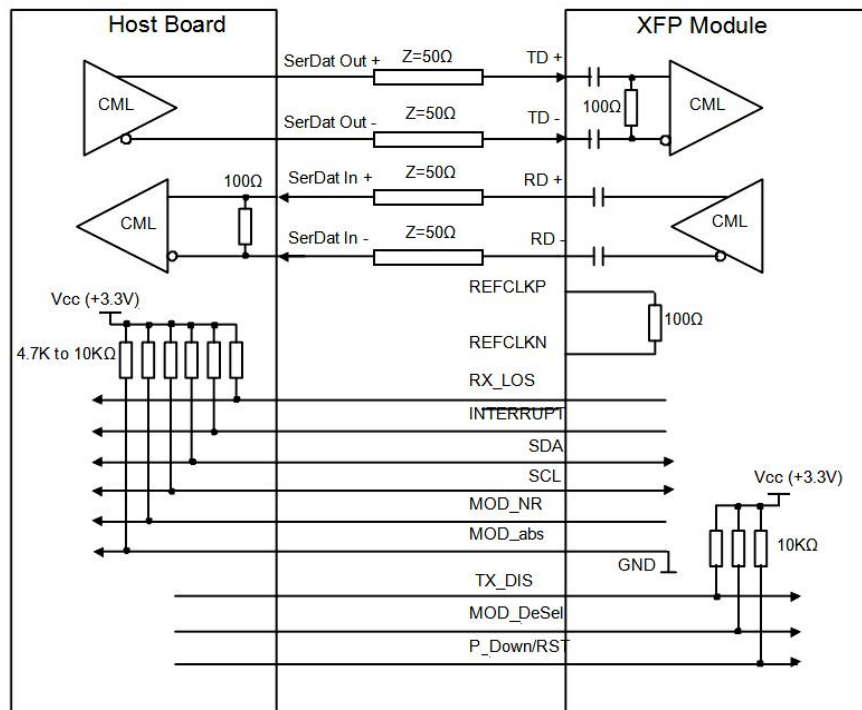 Host Board
XFP Module
SerDat Out +
Z=50Ω
TD +
CML
100Ω
CML
SerDat Out -
Z=50Ω
TD -
SerDat In +
Z=50Ω
RD +
100Ω
CML
CML
SerDat In -
Z=50Ω
RD -
REFCLKP
Vcc (+3.3V)
100Ω
4.7K to 10KΩ
REFCLKN
RX_LOS
INTERRUPT
SDA
SCL
Vcc (+3.3V)
MOD_NR
MOD_abs
10KΩ
GND
TX_DIS
MOD_DeSel
P_Down/RST